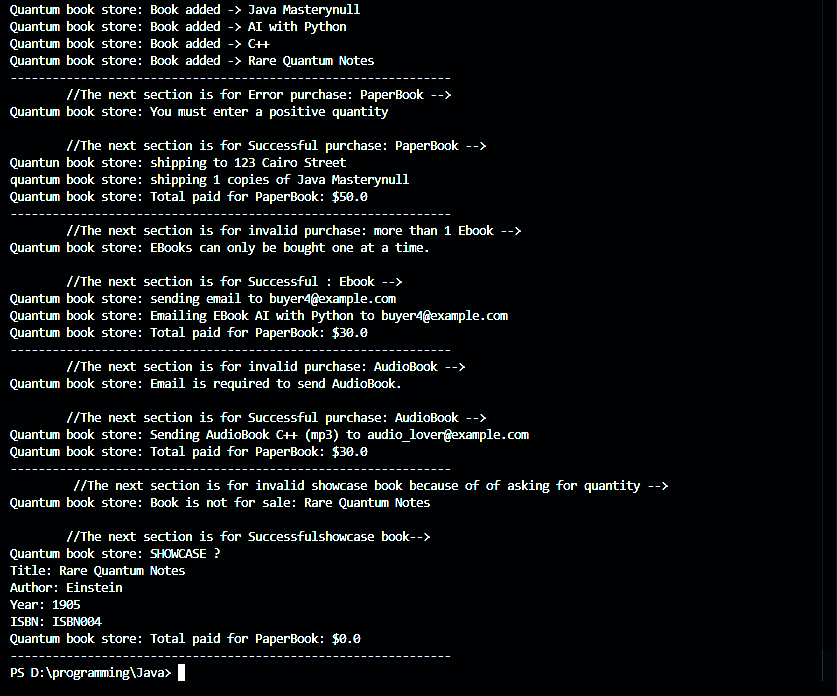 Quantum book store: Book added -> Java Masterynull
Quantum book store: Book added -> AI with Python
Quantum book store: Book added -> C++
Quantum book store: Book added -> Rare Quantum Notes
---------------------------------------------------------------
//The next section is for Error purchase: PaperBook -->
Quantum book store: You must enter a positive quantity
//The next section is for Successful purchase: PaperBook -->
Quantun book store: shipping to 123 Cairo Street
quantum book store: shipping 1 copies of Java Masterynull
Quantum book store: Total paid for PaperBook: $50.0
---------------------------------------------------------------
//The next section is for invalid purchase: more than 1 Ebook -->
Quantum book store: EBooks can only be bought one at a time.
//The next section is for Successful : Ebook -->
Quantum book store: sending email to buyer4@example.com
Quantum book store: Emailing EBook AI with Python to buyer4@example.com
Quantum book store: Total paid for PaperBook: $30.0
---------------------------------------------------------------
//The next section is for invalid purchase: AudioBook -->
Quantum book store: Email is required to send AudioBook.
//The next section is for Successful purchase: AudioBook -->
Quantum book store: Sending AudioBook C++ (mp3) to audio_lover@example.com
Quantum book store: Total paid for PaperBook: $30.0
---------------------------------------------------------------
//The next section is for invalid showcase book because of of asking for quantity -->
Quantum book store: Book is not for sale: Rare Quantum Notes
//The next section is for Successfulshowcase book-->
Quantum book store: SHOWCASE ?
Title: Rare Quantum Notes
Author: Einstein
Year: 1905
ISBN: ISBN004
Quantum book store: Total paid for PaperBook: $0.0
---------------------------------------------------------------
PS D:\programming\Java>